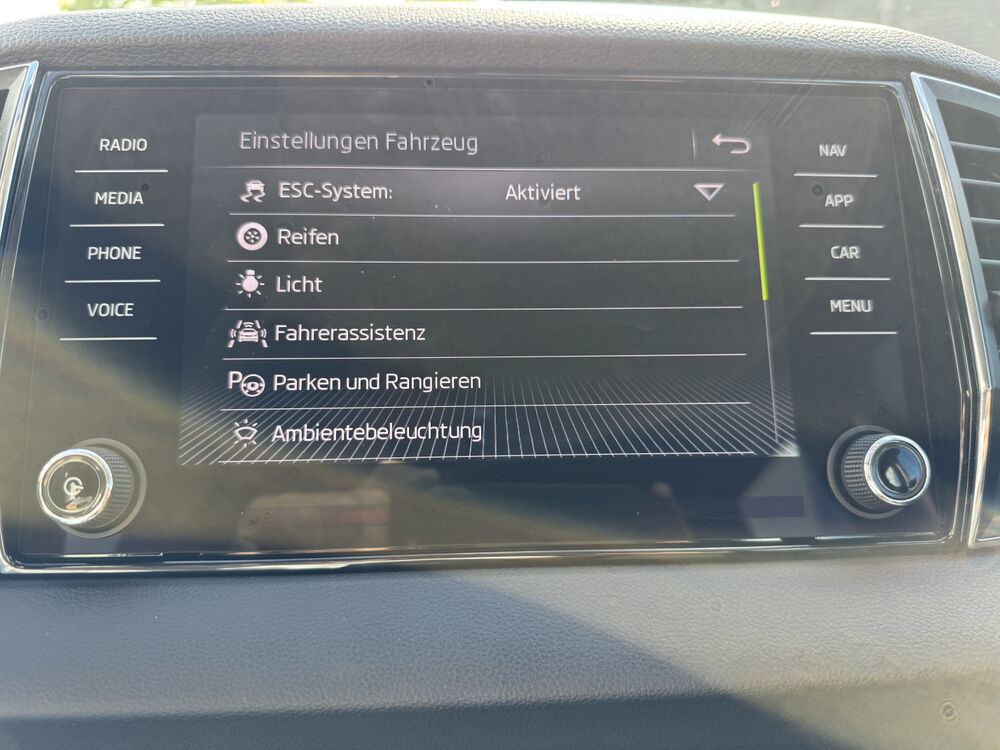 Einstellungen Fahrzeug
RADIO
MEDIA
PHONE
VOICE
ESC-System: Aktiviert
Reifen
Licht
Fahrerassistenz
P Parken und Rangieren
Ambientebeleuchtung
NAV
APP
CAR
MENU